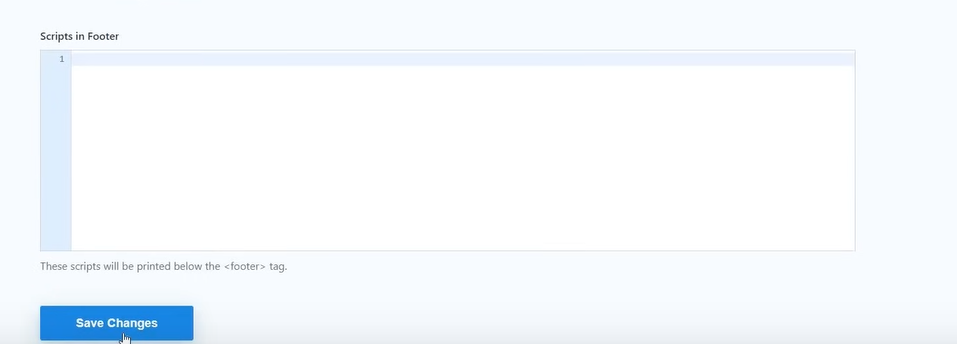 Scripts in Footer
1
These scripts will be printed below the <footer> tag.
Save Changes